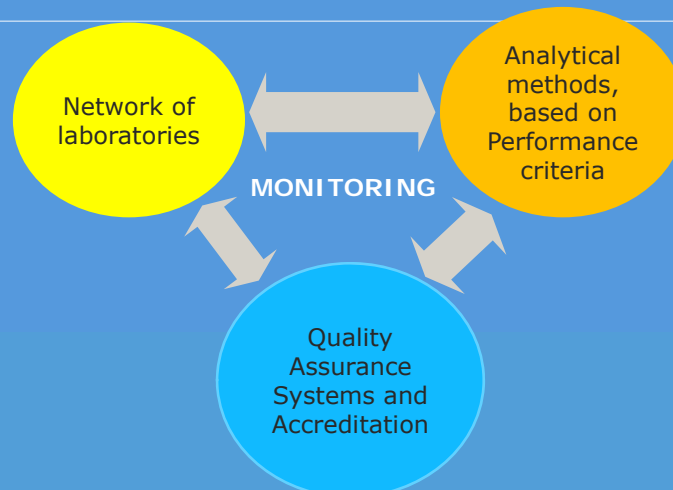 Network of
laboratories
Analytical
methods,
based on
Performance
criteria
MONITORING
Quality
Assurance
Systems and
Accreditation